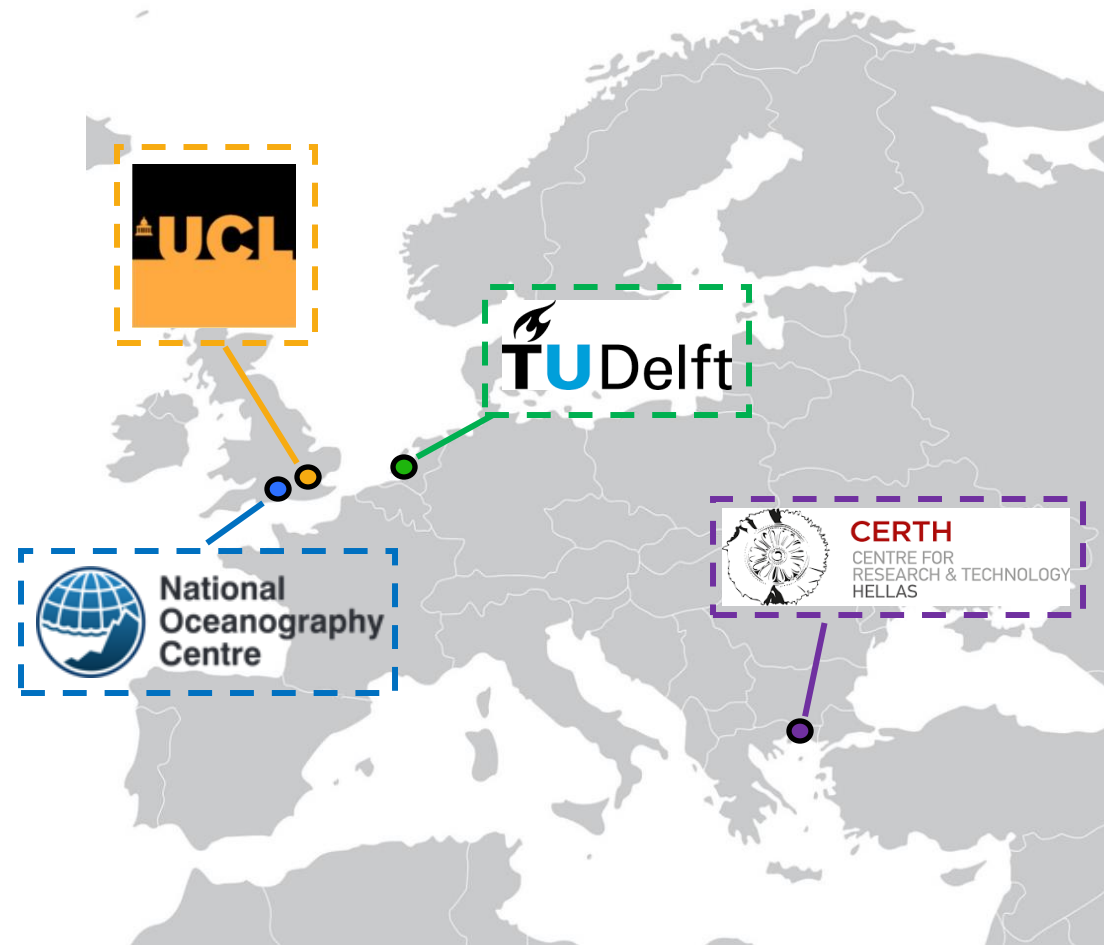 UCL
TUDelft
National
Oceanography
Centre
CERTH
CENTRE FOR
RESEARCH & TECHNOLOGY
HELLAS